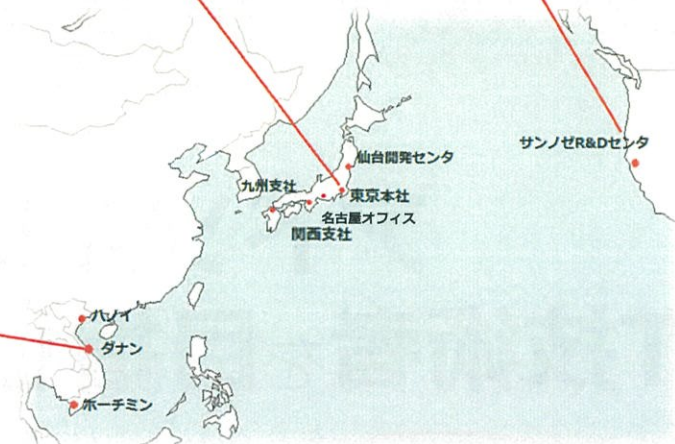 サンノゼR&Dセンタ
仙台開発センタ
九州支社
東京本社
名古屋オフィス
関西支社
ハノイ
ダナン
ホーチミン